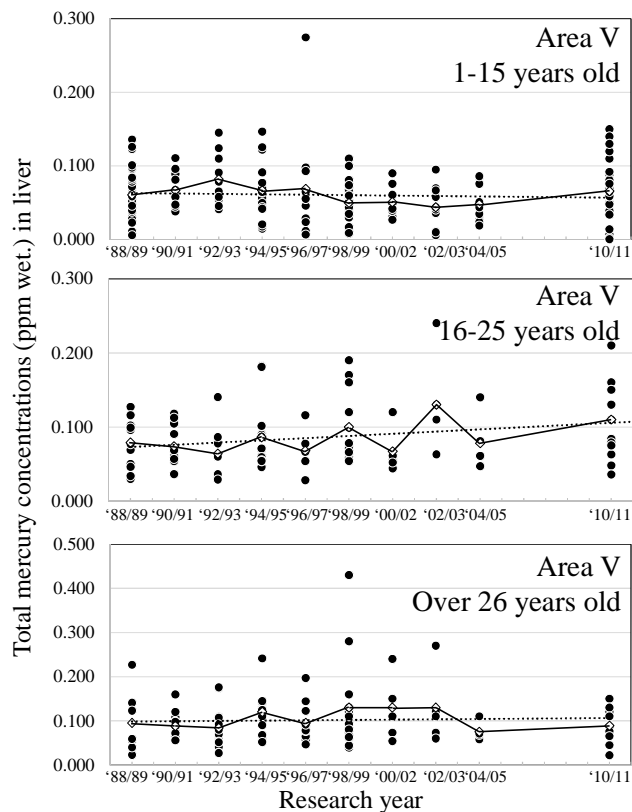 Total mercury concentrations (ppm wet.) in liver
0.300
0.200
0.100
0.000
Area V
1-15 years old
‘88/89 ‘90/91 ‘92/93 ‘94/95 ‘96/97 ‘98/99 ‘00/02 ‘02/03 ‘04/05 ‘10/11
0.300
0.200
0.100
0.000
Area V
16-25 years old
‘88/89 ‘90/91 ‘92/93 ‘94/95 ‘96/97 ‘98/99 ‘00/02 ‘02/03 ‘04/05 ‘10/11
0.500
0.400
0.300
0.200
0.100
0.000
Area V
Over 26 years old
‘88/89 ‘90/91 ‘92/93 ‘94/95 ‘96/97 ‘98/99 ‘00/02 ‘02/03 ‘04/05 ‘10/11
Research year